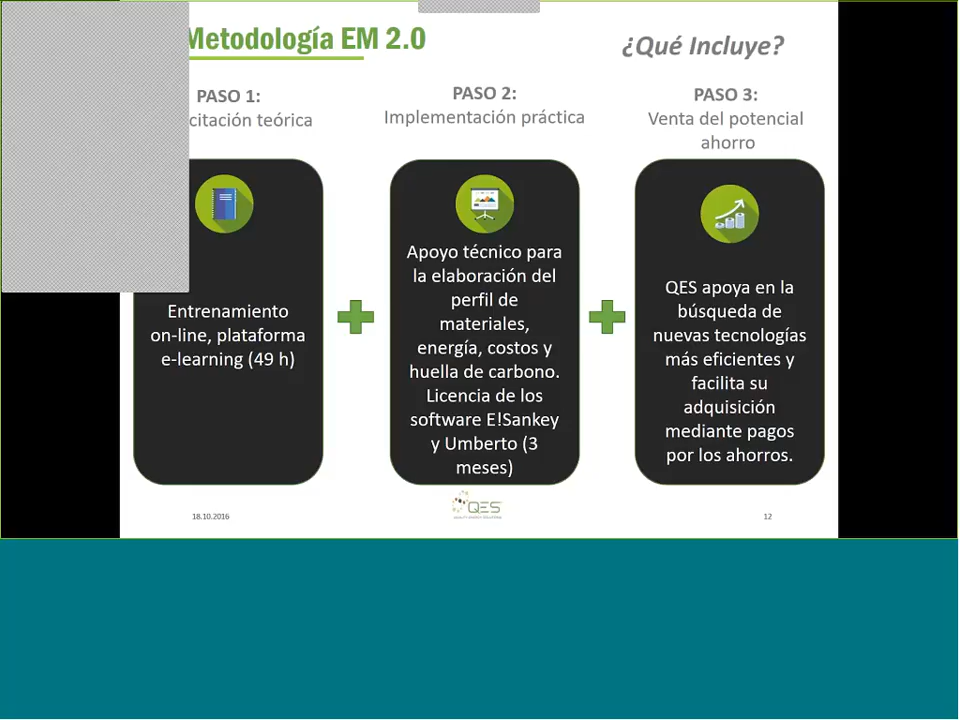 Metodología EM 2.0
¿Qué Incluye?
PASO 1:
citación teórica
Entrenamiento
on-line, plataforma
e-learning (49 h)
PASO 2:
Implementación práctica
Apoyo técnico para
la elaboración del
perfil de
materiales,
energía, costos y
huella de carbono.
Licencia de los
software E!Sankey
y Umberto (3
meses)
PASO 3:
Venta del potencial
ahorro
QES apoya en la
búsqueda de
nuevas tecnologías
más eficientes y
facilita su
adquisición
mediante pagos
por los ahorros.
18.10.2016
QES
12